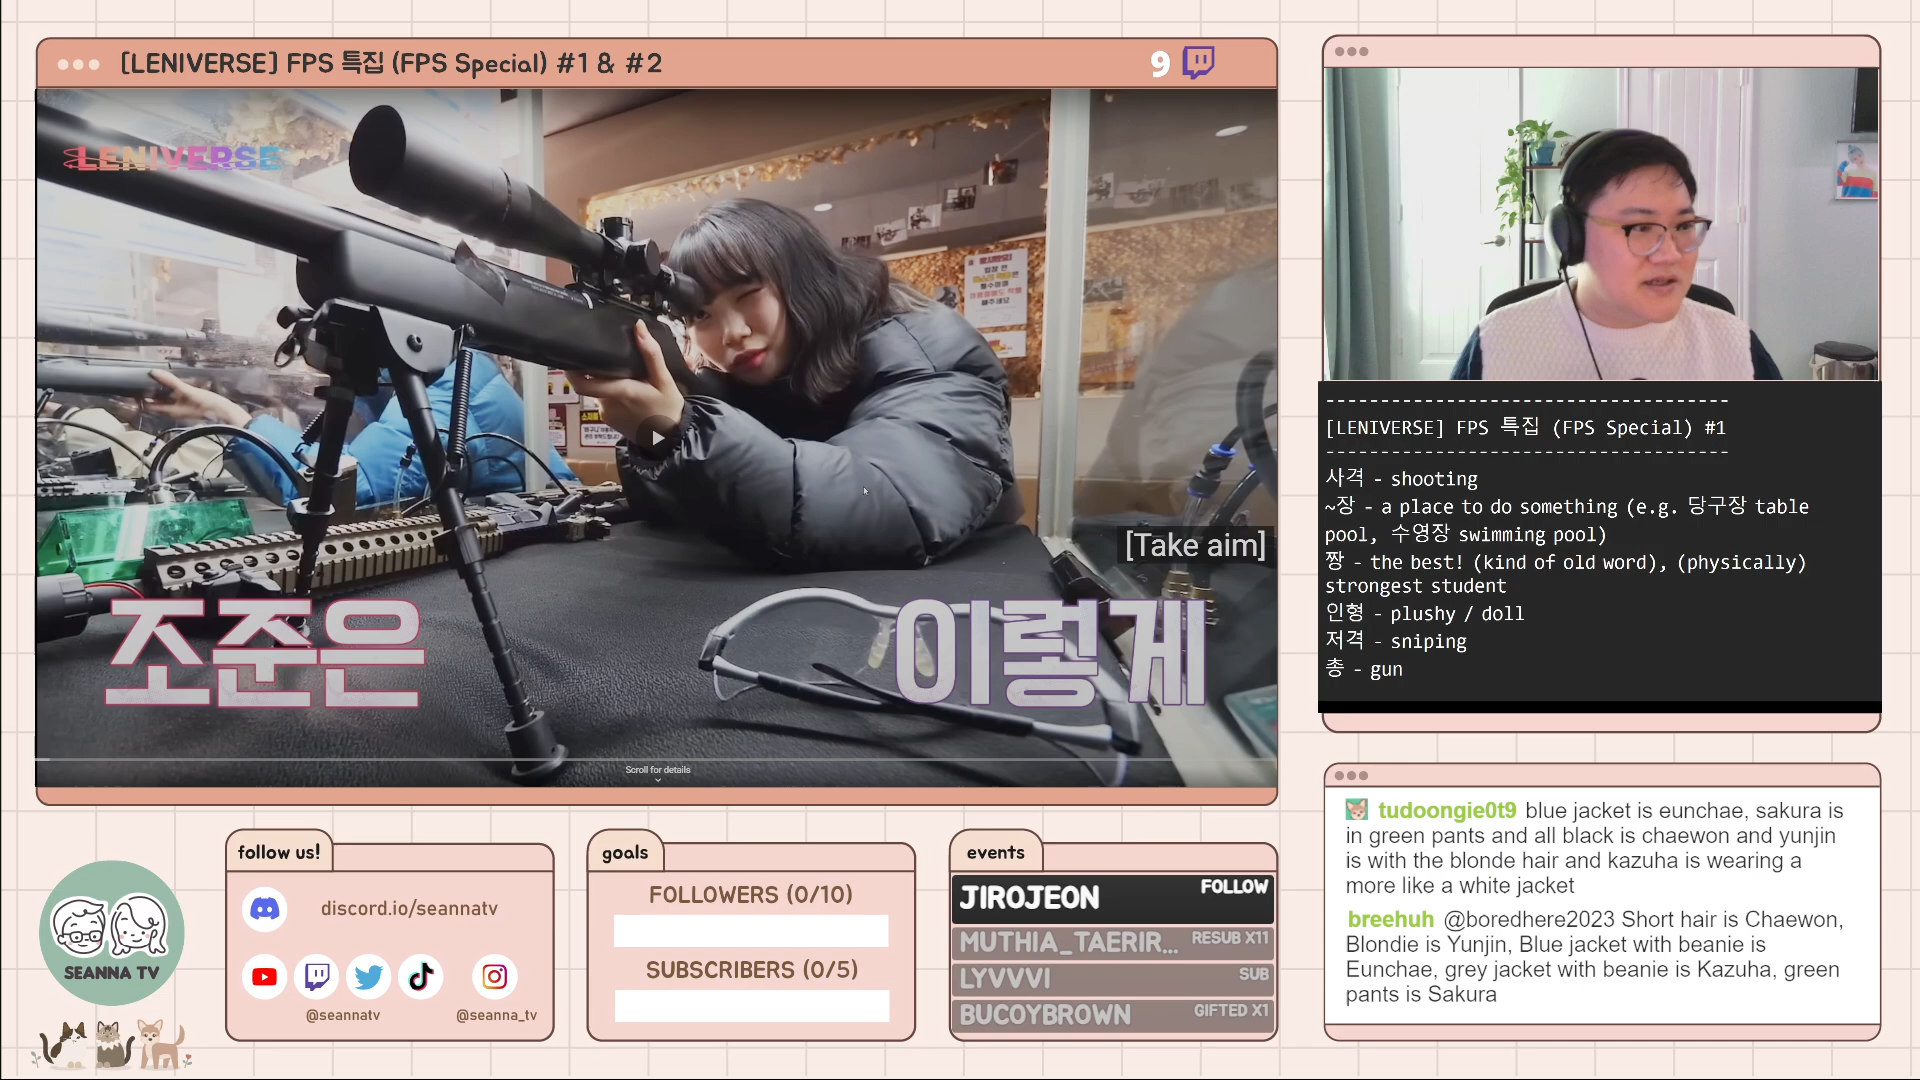 [LENIVERSE] FPS 특집 (FPS Special) #1 & #2
9
LENIVERSE
[Take aim]
조준은 이렇게
Scroll for details
-------------------------------------
[LENIVERSE] FPS 특집 (FPS Special) #1
-------------------------------------
사격 - shooting
~장 - a place to do something (e.g. 당구장 table
pool, 수영장 swimming pool)
짱 - the best! (kind of old word), (physically)
strongest student
인형 - plushy / doll
저격 - sniping
총 - gun
tudoongie0t9 blue jacket is eunchae, sakura is
in green pants and all black is chaewon and yunjin
is with the blonde hair and kazuha is wearing a
more like a white jacket
breehuh @boredhere2023 Short hair is Chaewon,
Blondie is Yunjin, Blue jacket with beanie is
Eunchae, grey jacket with beanie is Kazuha, green
pants is Sakura
SEANNA TV
follow us!
discord.io/seannatv
@seannatv
@seanna_tv
goals
FOLLOWERS (0/10)
SUBSCRIBERS (0/5)
events
JIROJEON FOLLOW
MUTHIA_TAERIR... RESUB X11
LYVVVI SUB
BUCOYBROWN GIFTED X1